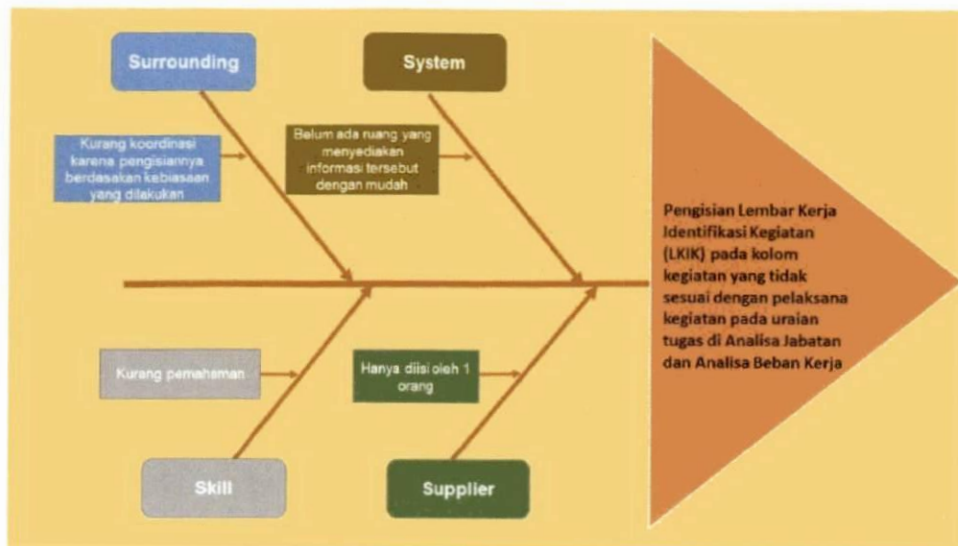 Surrounding
System
Kurang koordinasi
karena pengisiannya
berdasakan kebiasaan
yang dilakukan
Belum ada ruang yang
menyediakan
informasi tersebut
dengan mudah
Pengisian Lembar Kerja
Identifikasi Kegiatan
(LKIK) pada kolom
kegiatan yang tidak
sesuai dengan pelaksana
kegiatan pada uraian
tugas di Analisa Jabatan
dan Analisa Beban Kerja
Kurang pemahaman
Hanya diisi oleh 1
orang
Skill
Supplier